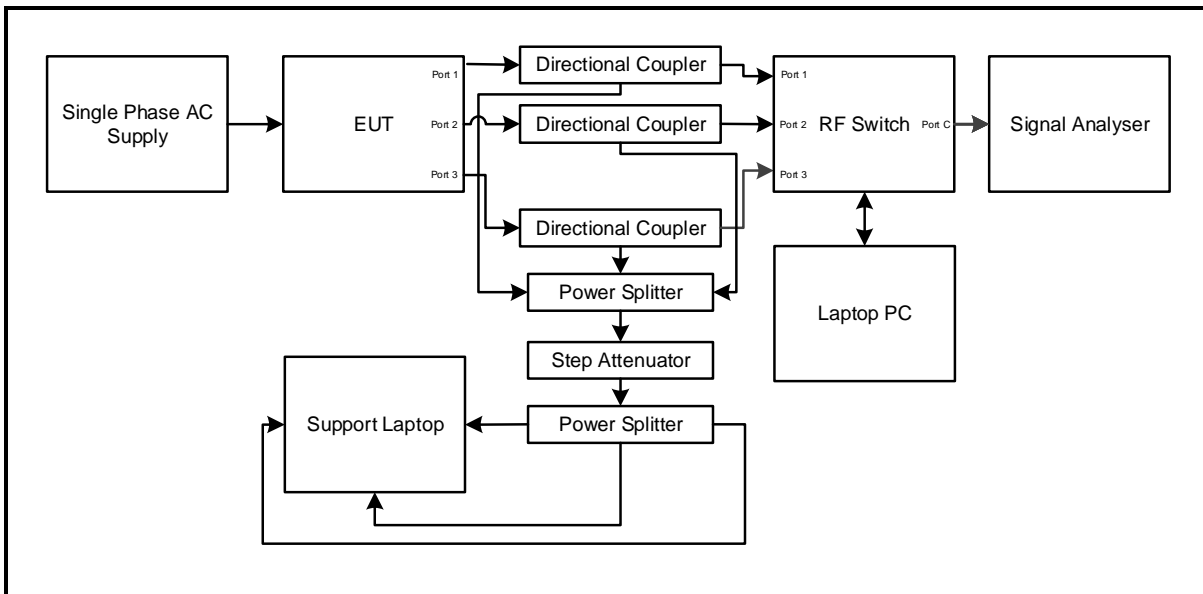 Single Phase AC
Supply
EUT
Port 1
Port 2
Port 3
Directional Coupler
Directional Coupler
Directional Coupler
Port 1
Port 2
Port 3
RF Switch
Port C
Signal Analyser
Power Splitter
Laptop PC
Step Attenuator
Support Laptop
Power Splitter